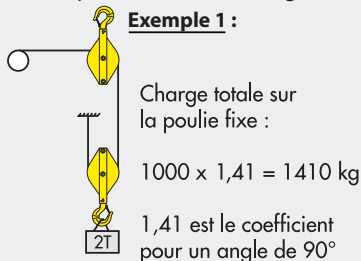 Exemple 1 :
Charge totale sur
la poulie fixe :
1000 x 1,41 = 1410 kg
1,41 est le coefficient
pour un angle de 90°
2T